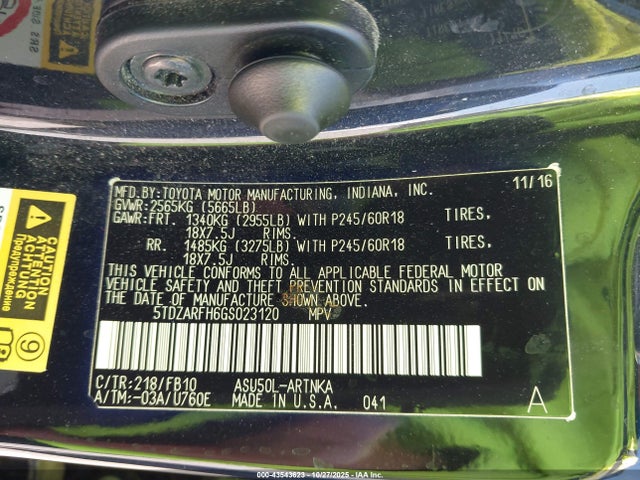 MFD.BY:TOYOTA MOTOR MANUFACTURING, INDIANA, INC. 11/16
GVWR:2565KG (5665LB)
GAWR:FRT. 1340KG (2955LB) WITH P245/60R18 TIRES,
18X7.5J RIMS.
RR. 1485KG (3275LB) WITH P245/60R18 TIRES,
18X7.5J RIMS.
THIS VEHICLE CONFORMS TO ALL APPLICABLE FEDERAL MOTOR
VEHICLE SAFETY AND THEFT PREVENTION STANDARDS IN EFFECT ON
THE DATE OF MANUFACTURE SHOWN ABOVE.
5TDZARFH6GS023120 MPV
C/TR:218/FB10 ASU50L-ARTNKA
A/TM:-03A/U760E MADE IN U.S.A. 041 A
CAUTION
ATTENTION
ACHTUNG
Предупреждение
000-43543623 - 10/27/2025 - IAA